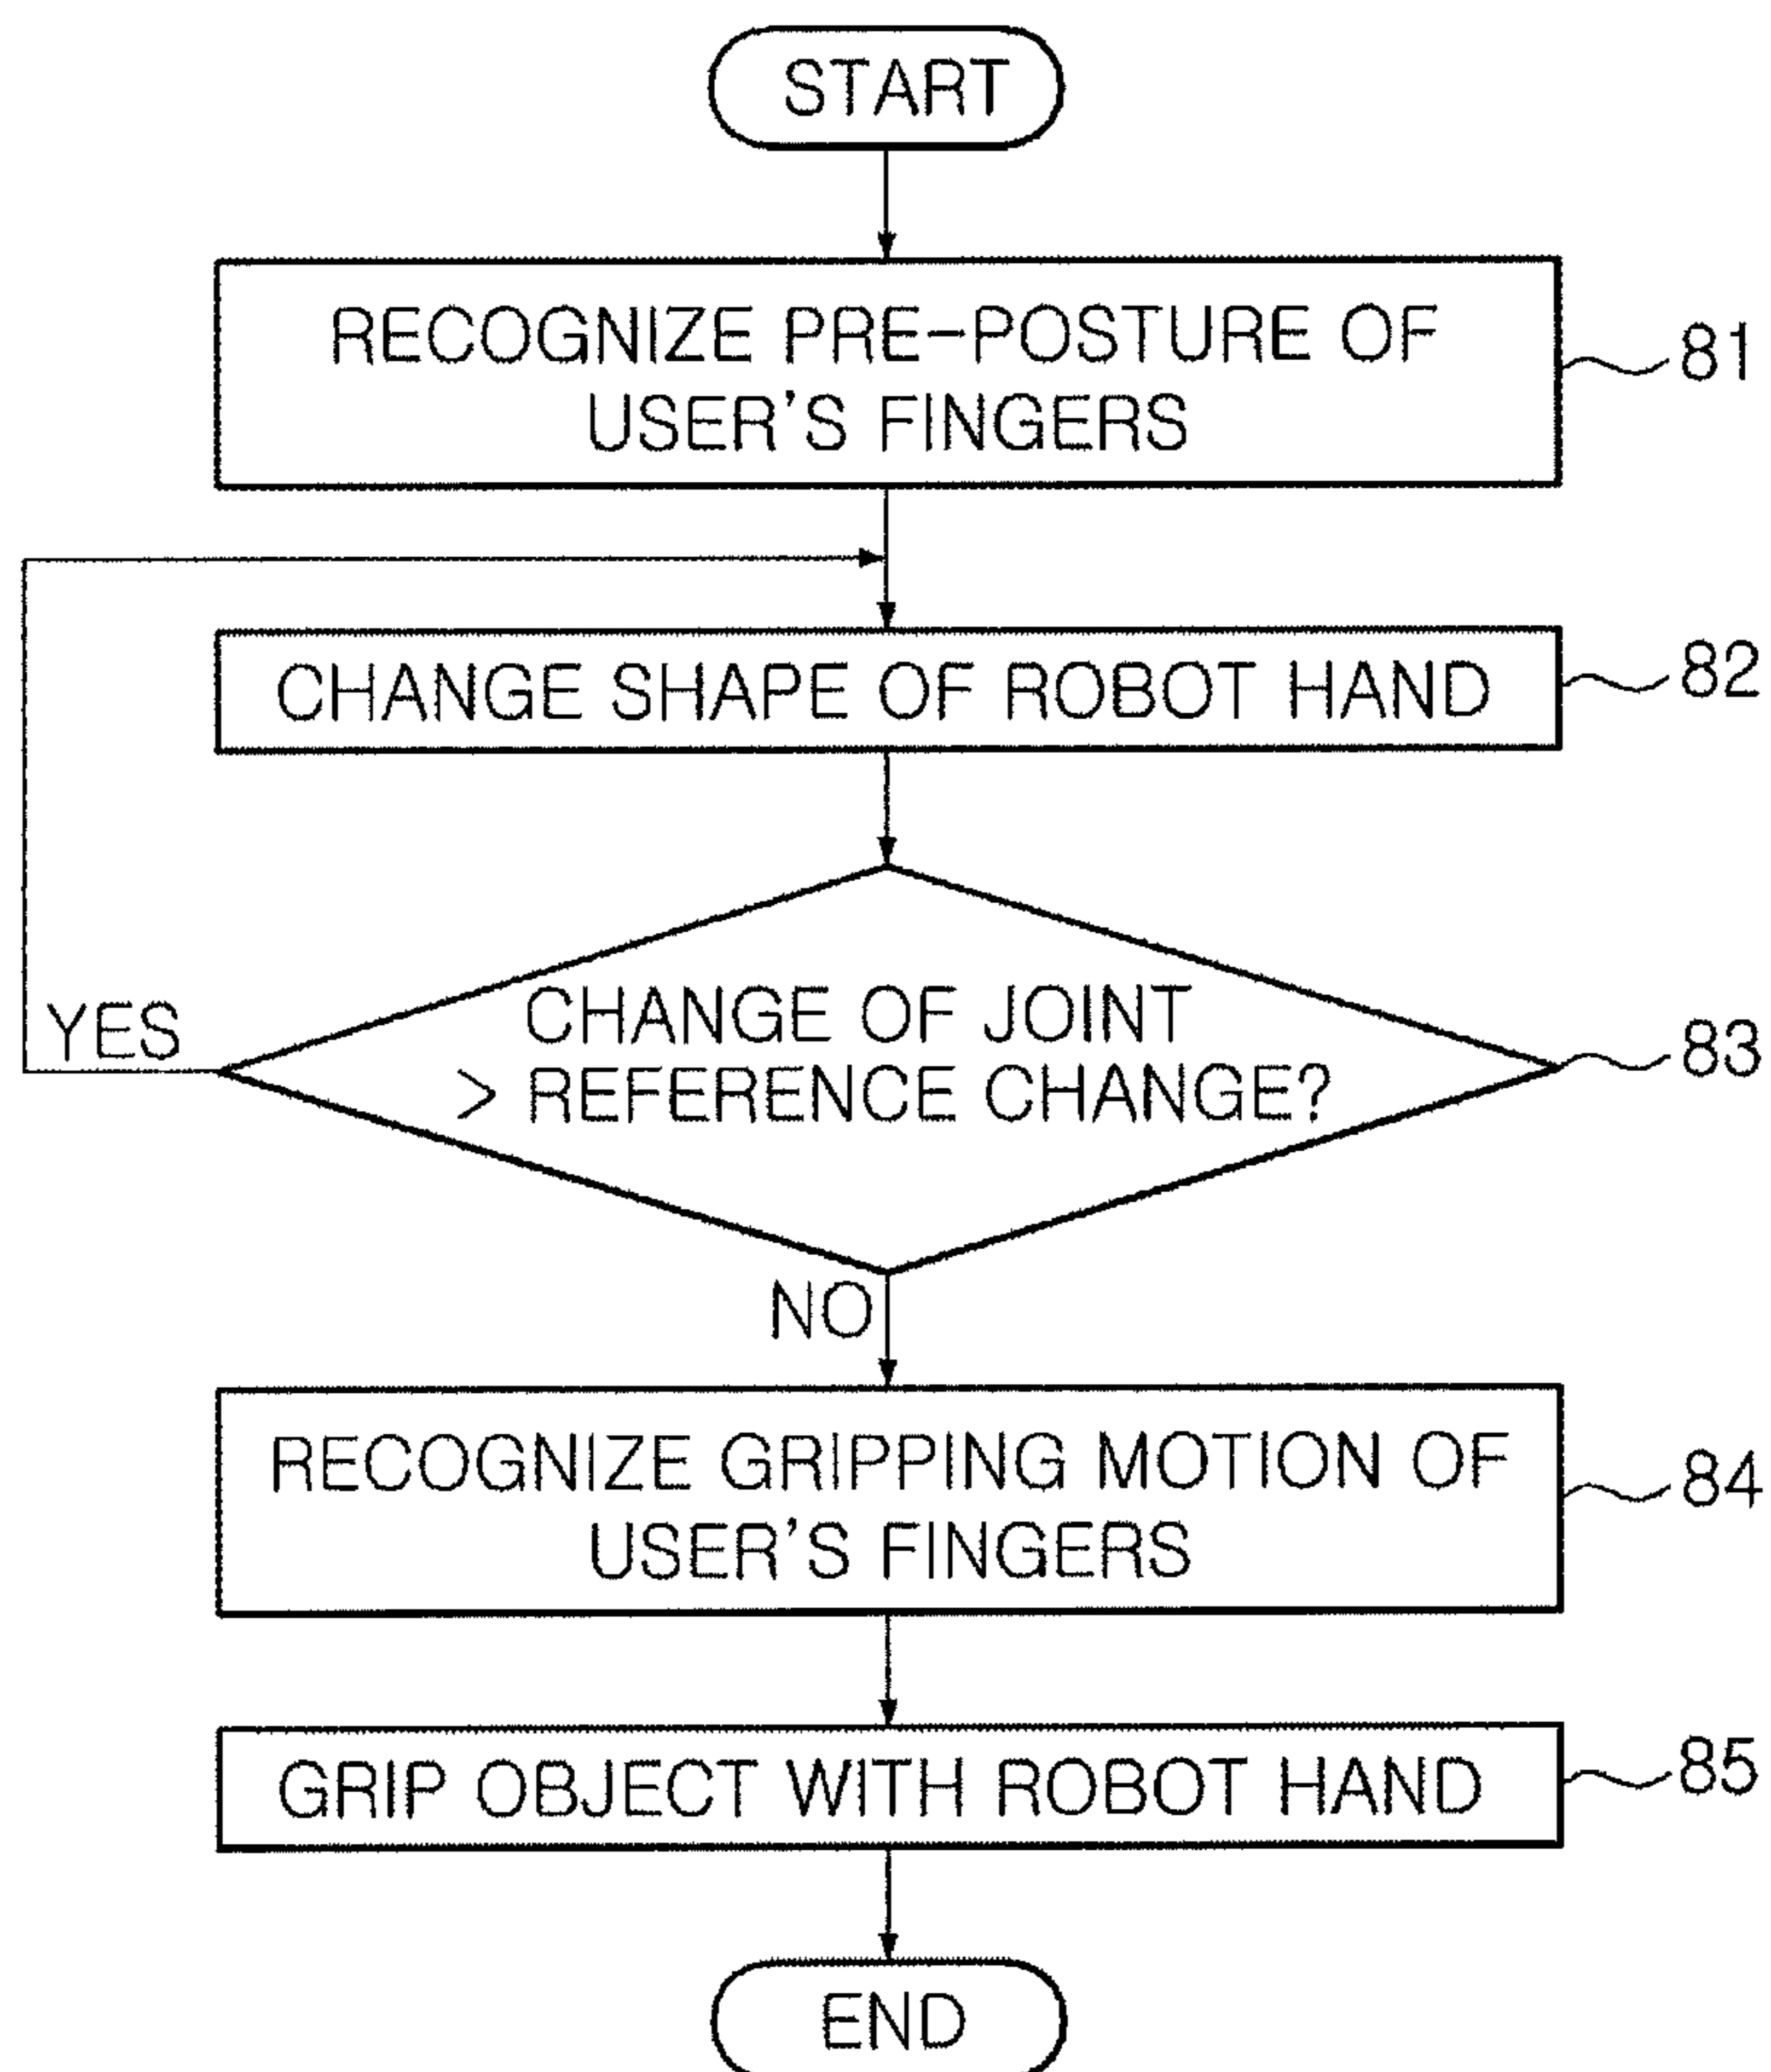 START
RECOGNIZE PRE-POSTURE OF
USER'S FINGERS
81
CHANGE SHAPE OF ROBOT HAND
82
CHANGE OF JOINT
> REFERENCE CHANGE?
83
YES
NO
RECOGNIZE GRIPPING MOTION OF
USER'S FINGERS
84
GRIP OBJECT WITH ROBOT HAND
85
END